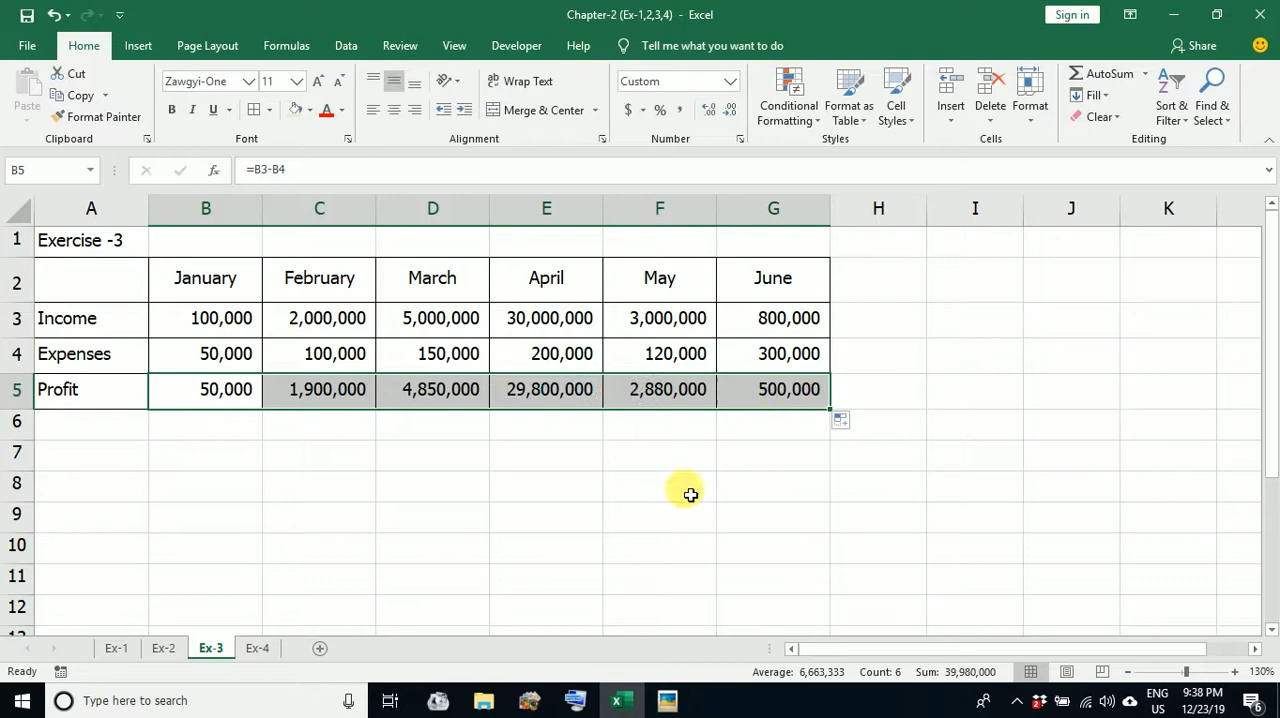 Chapter-2 (Ex-1,2,3,4) - Excel
Sign in
File Home Insert Page Layout Formulas Data Review View Developer Help Tell me what you want to do Share
Paste
Cut
Copy
Format Painter
Clipboard
Zawgyi-One 11
B I U
Font
Wrap Text
Merge & Center
Alignment
Custom
$ % ,
Number
Conditional Formatting
Format as Table
Cell Styles
Styles
Insert Delete Format
Cells
AutoSum
Fill
Clear
Sort & Filter
Find & Select
Editing
B5 fx =B3-B4
A B C D E F G H I J K
1 Exercise -3
2 January February March April May June
3 Income 100,000 2,000,000 5,000,000 30,000,000 3,000,000 800,000
4 Expenses 50,000 100,000 150,000 200,000 120,000 300,000
5 Profit 50,000 1,900,000 4,850,000 29,800,000 2,880,000 500,000
6
7
8
9
10
11
12
Ex-1 Ex-2 Ex-3 Ex-4
Ready Average: 6,663,333 Count: 6 Sum: 39,980,000 130%
Type here to search
ENG
US
9:38 PM
12/23/19
6